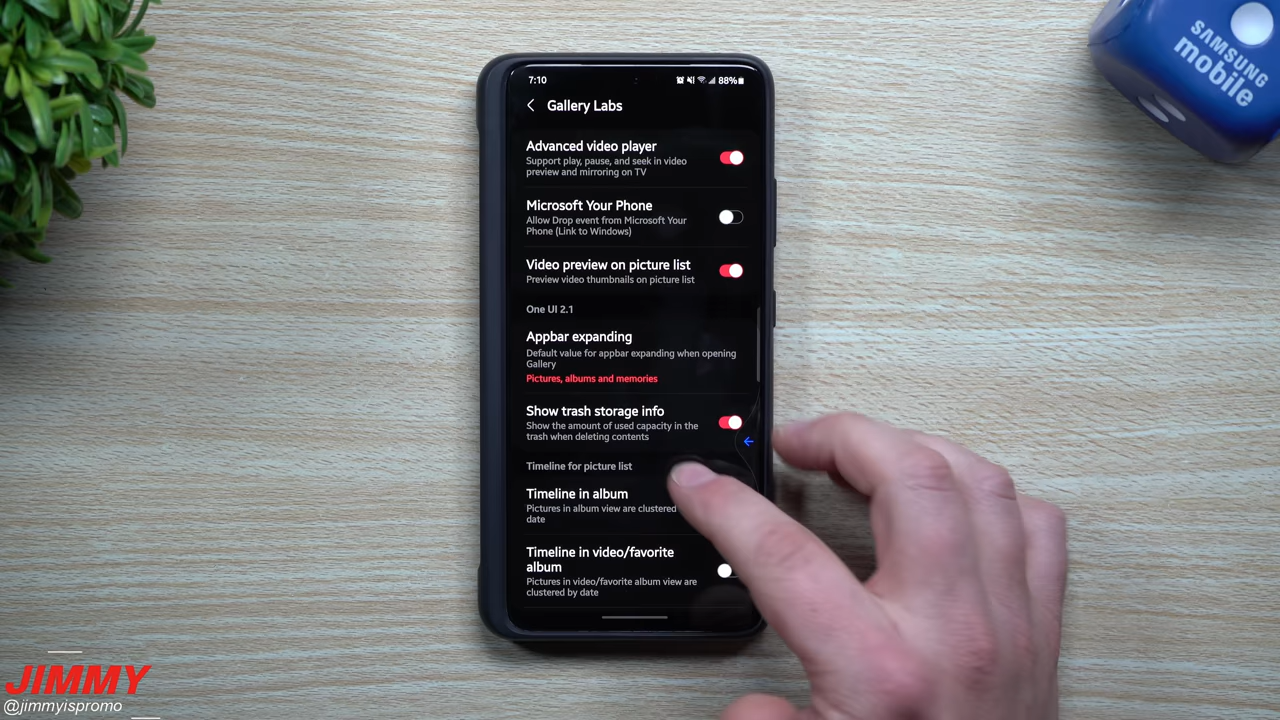 SAMSUNG
mobile
7:10
88%
Gallery Labs
Advanced video player
Support play, pause, and seek in video
preview and mirroring on TV
Microsoft Your Phone
Allow Drop event from Microsoft Your
Phone (Link to Windows)
Video preview on picture list
Preview video thumbnails on picture list
One UI 2.1
Appbar expanding
Default value for appbar expanding when opening
Gallery
Pictures, albums and memories
Show trash storage info
Show the amount of used capacity in the
trash when deleting contents
Timeline for picture list
Timeline in album
Pictures in album view are clustered
date
Timeline in video/favorite
album
Pictures in video/favorite album view are
clustered by date
JIMMY
@jimmyispromo